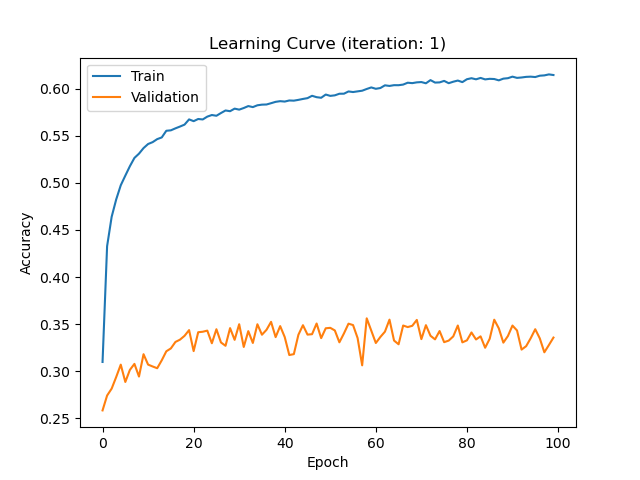 Learning Curve (iteration: 1)
Train
Validation
Accuracy
0.60
0.55
0.50
0.45
0.40
0.35
0.30
0.25
0 20 40 60 80 100
Epoch